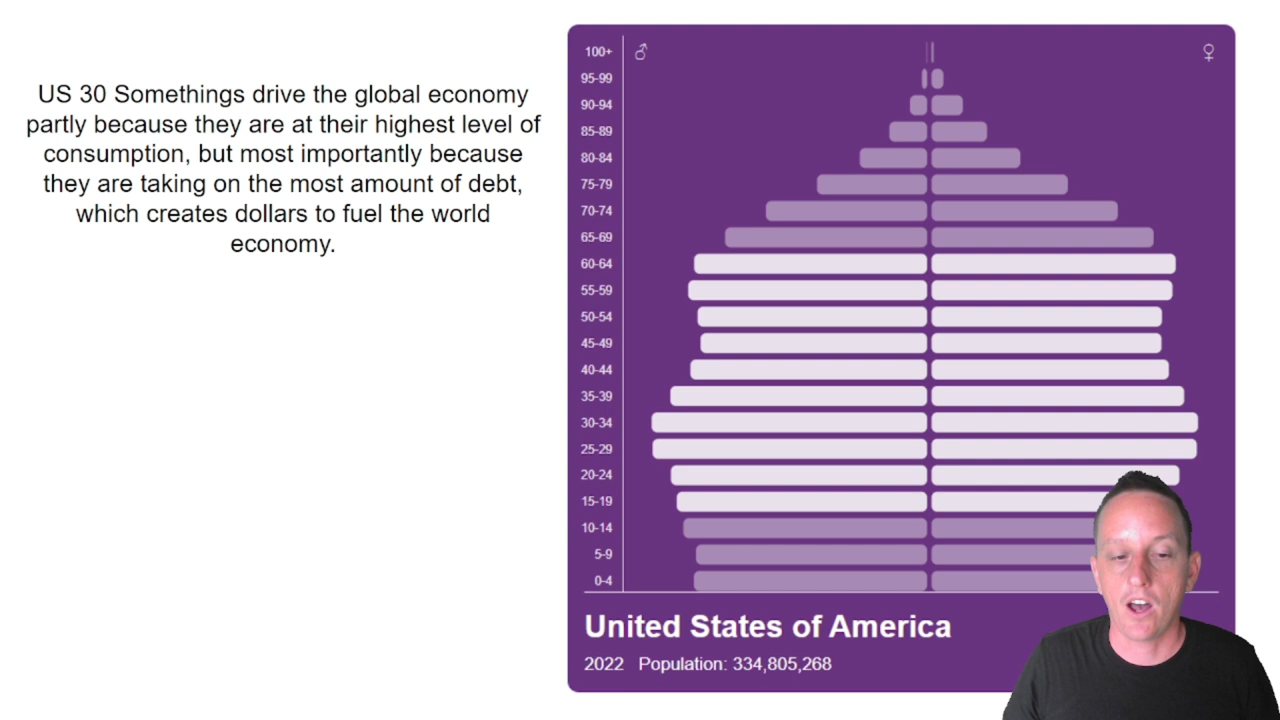 US 30 Somethings drive the global economy
partly because they are at their highest level of
consumption, but most importantly because
they are taking on the most amount of debt,
which creates dollars to fuel the world
economy.
100+ ♂ ♀
95-99
90-94
85-89
80-84
75-79
70-74
65-69
60-64
55-59
50-54
45-49
40-44
35-39
30-34
25-29
20-24
15-19
10-14
5-9
0-4
United States of America
2022 Population: 334,805,268